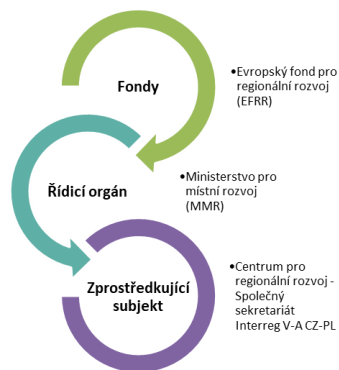 Fondy
•Evropský fond pro
regionální rozvoj
(EFRR)
Řídicí orgán
•Ministerstvo pro
místní rozvoj
(MMR)
Zprostředkující
subjekt
•Centrum pro
regionální rozvoj -
Společný
sekretariát
Interreg V-A CZ-PL